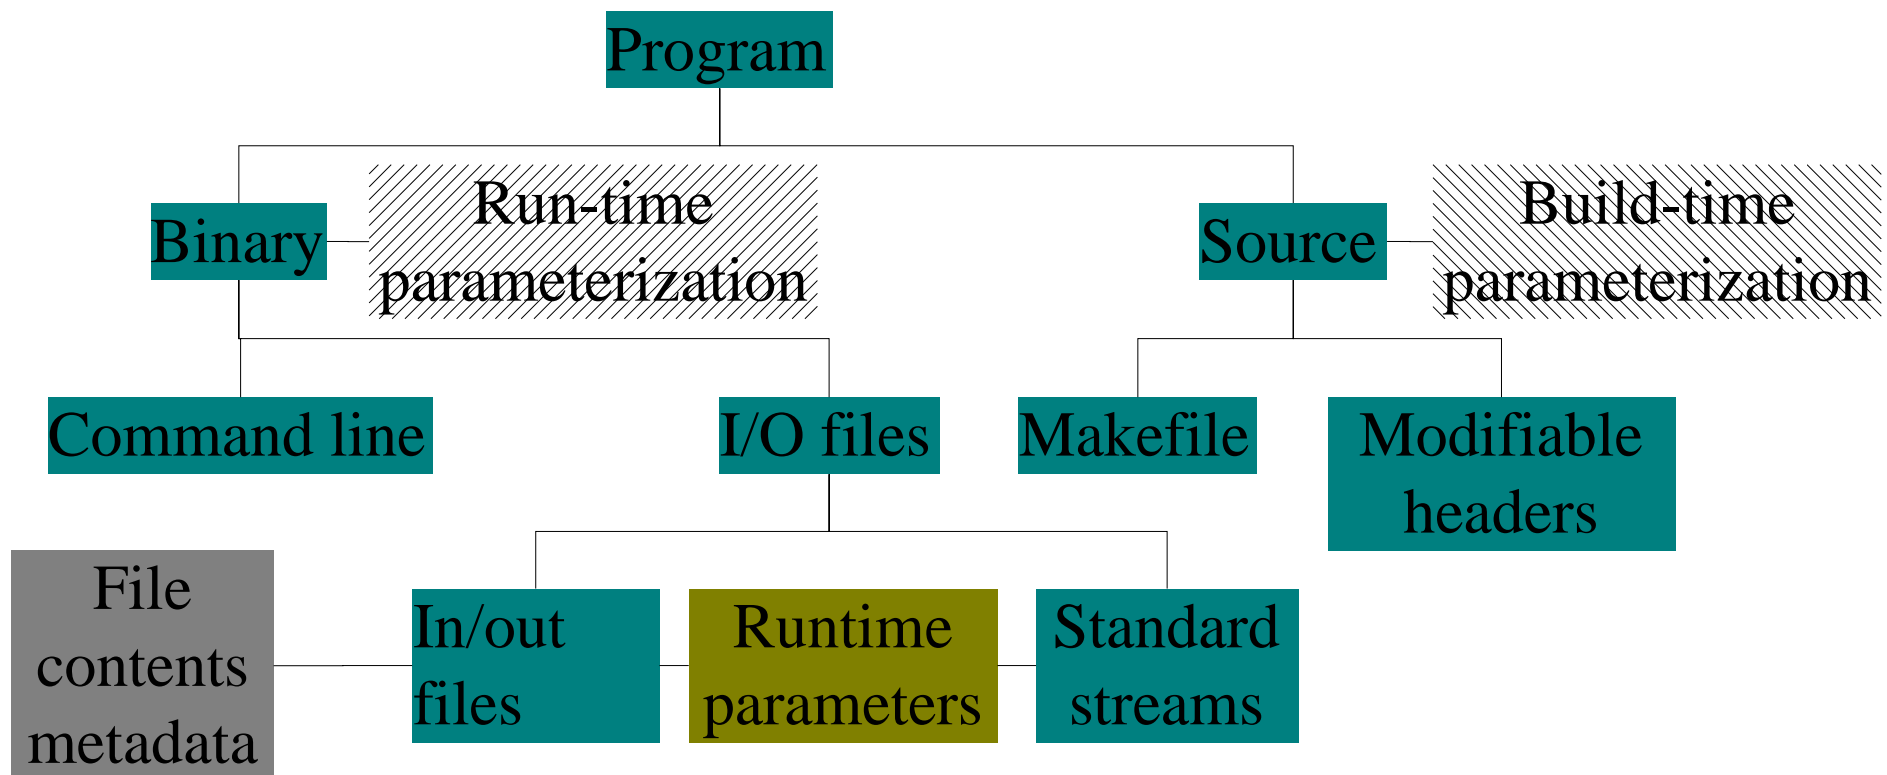 Program
Binary
Run-time
parameterization
Source
Build-time
parameterization
Command line
I/O files
Makefile
Modifiable
headers
File
contents
metadata
In/out
files
Runtime
parameters
Standard
streams